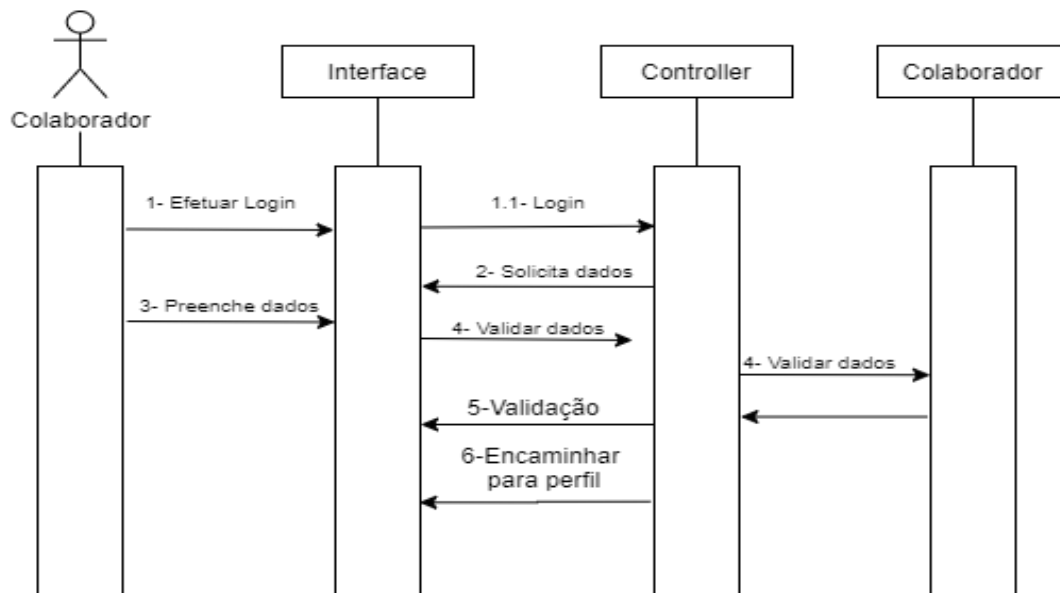 Interface
Controller
Colaborador
Colaborador
1- Efetuar Login
1.1- Login
2- Solicita dados
3- Preenche dados
4- Validar dados
4- Validar dados
5-Validação
6-Encaminhar
para perfil